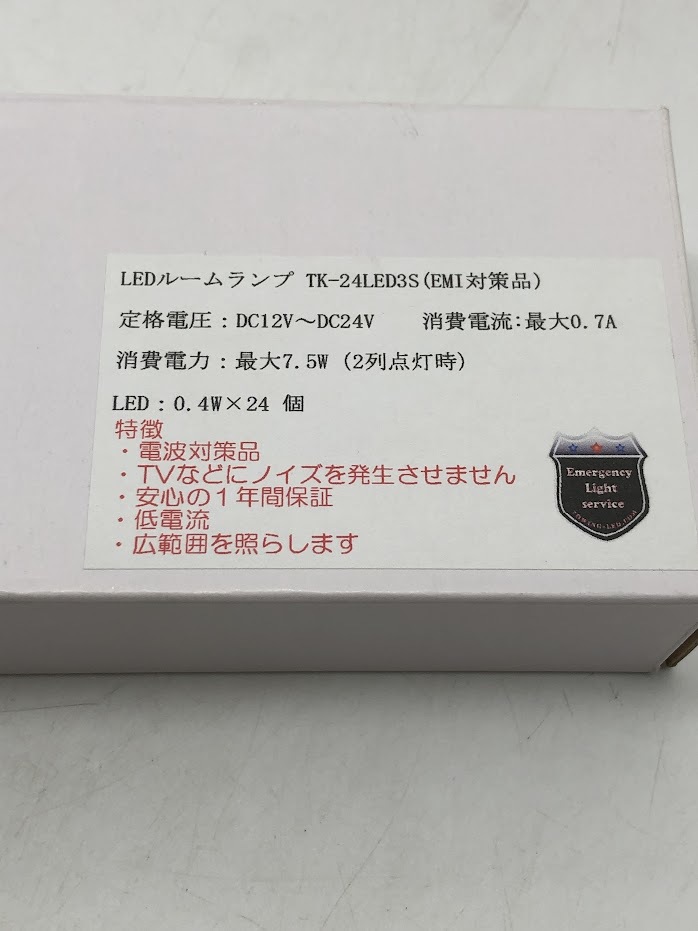 LEDルームランプ TK-24LED3S(EMI対策品)
定格電圧：DC12V～DC24V　消費電流:最大0.7A
消費電力：最大7.5W (2列点灯時)
LED：0.4W×24 個
特徴
・電波対策品
・TVなどにノイズを発生させません
・安心の１年間保証
・低電流
・広範囲を照らします
Emergency
Light
service